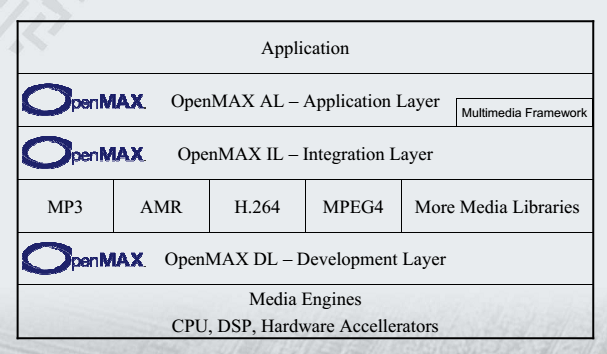 Application
OpenMAX OpenMAX AL – Application Layer
Multimedia Framework
OpenMAX OpenMAX IL – Integration Layer
MP3 AMR H.264 MPEG4 More Media Libraries
OpenMAX OpenMAX DL – Development Layer
Media Engines
CPU, DSP, Hardware Accellerators